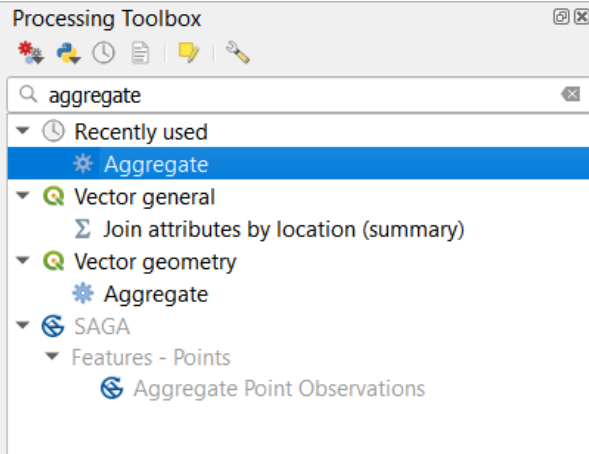 Processing Toolbox
aggregate
Recently used
Aggregate
Vector general
Join attributes by location (summary)
Vector geometry
Aggregate
SAGA
Features - Points
Aggregate Point Observations